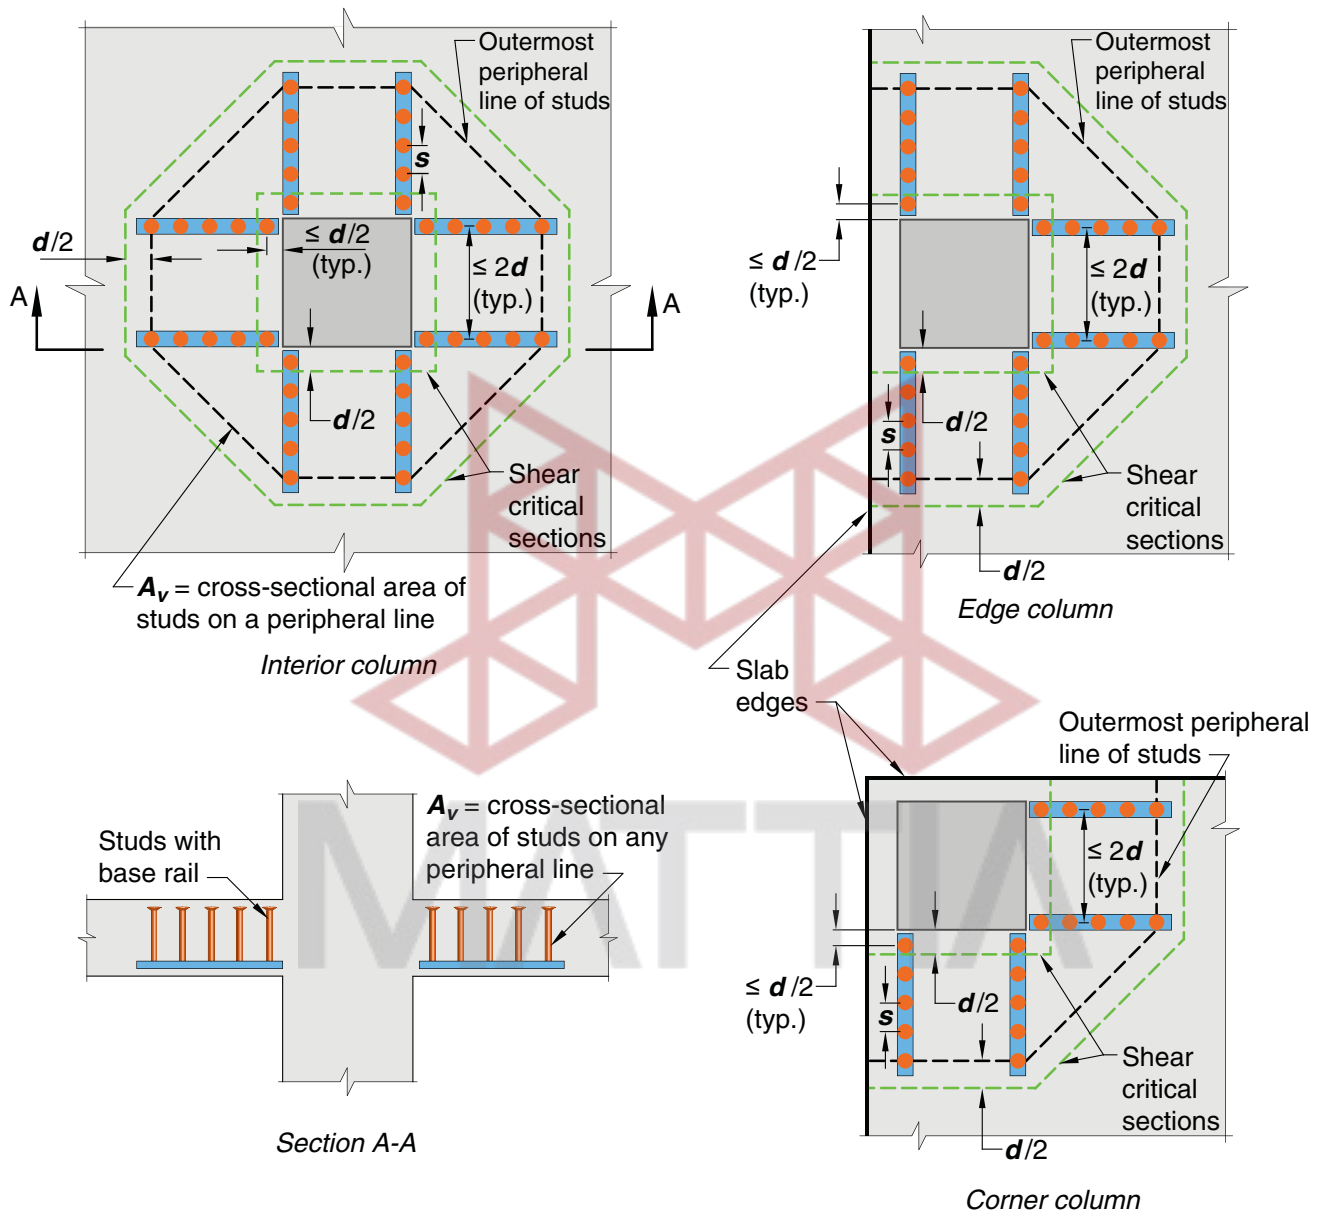 Outermost
peripheral
line of studs
s
d/2
≤ d/2
(typ.)
≤ 2d
(typ.)
A
A
d/2
Shear
critical
sections
Av = cross-sectional area of
studs on a peripheral line
Interior column
Outermost
peripheral
line of studs
≤ d/2
(typ.)
≤ 2d
(typ.)
s
d/2
Shear
critical
sections
d/2
Edge column
Slab
edges
Studs with
base rail
Av = cross-sectional
area of studs on any
peripheral line
Section A-A
Outermost peripheral
line of studs
≤ 2d
(typ.)
≤ d/2
(typ.)
s
d/2
Shear
critical
sections
d/2
Corner column
MATTIA